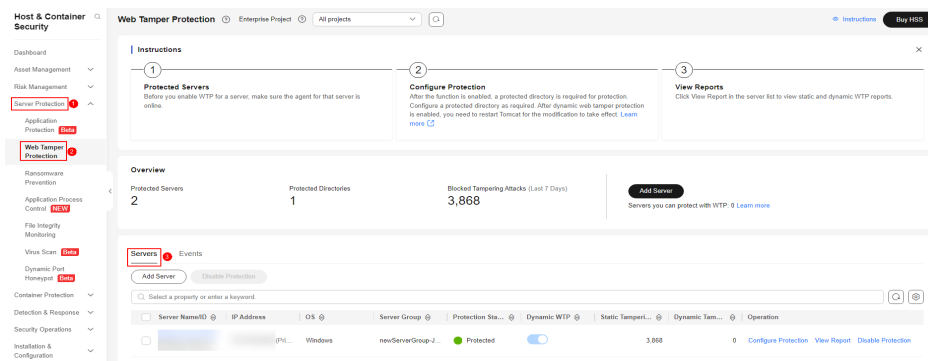 Host & Container
Security
Dashboard
Asset Management
Risk Management
Server Protection 1
Application
Protection Beta
Web Tamper
Protection 2
Ransomware
Prevention
Application Process
Control NEW
File Integrity
Monitoring
Virus Scan Beta
Dynamic Port
Honeypot Beta
Container Protection
Detection & Response
Security Operations
Installation &
Configuration
Web Tamper Protection Enterprise Project All projects Instructions Buy HSS
Instructions
1 2 3
Protected Servers
Before you enable WTP for a server, make sure the agent for that server is
online.
Configure Protection
After the function is enabled, a protected directory is required for protection.
Configure a protected directory as required. After dynamic web tamper protection
is enabled, you need to restart Tomcat for the modification to take effect. Learn
more
View Reports
Click View Report in the server list to view static and dynamic WTP reports.
Overview
Protected Servers Protected Directories Blocked Tampering Attacks (Last 7 Days)
2 1 3,868
Add Server
Servers you can protect with WTP: 0 Learn more
Servers 3 Events
Add Server Disable Protection
Select a property or enter a keyword.
Server Name/ID IP Address OS Server Group Protection Sta... Dynamic WTP Static Tamperi... Dynamic Tam... Operation
(Pri... Windows newServerGroup-J... Protected 3,868 0 Configure Protection View Report Disable Protection